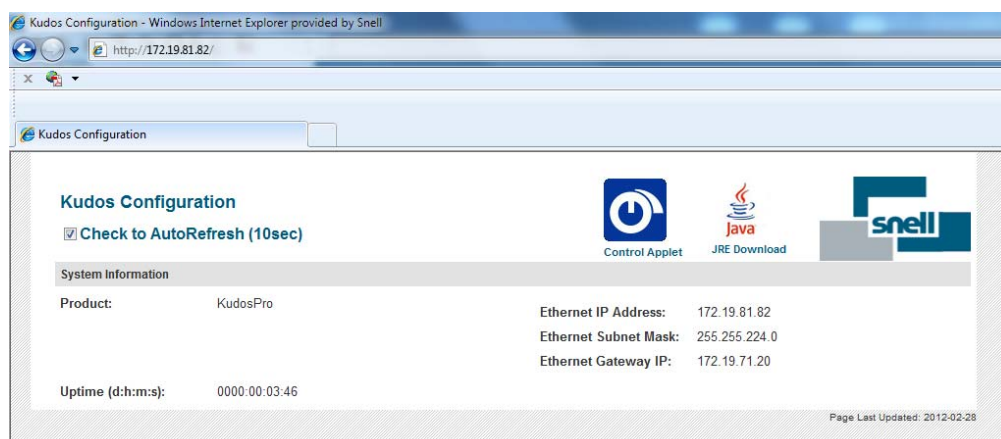 Kudos Configuration - Windows Internet Explorer provided by Snell
http://172.19.81.82/
Kudos Configuration
Kudos Configuration
Check to AutoRefresh (10sec)
Control Applet
Java
JRE Download
snell
System Information
Product: KudosPro
Ethernet IP Address: 172.19.81.82
Ethernet Subnet Mask: 255.255.224.0
Ethernet Gateway IP: 172.19.71.20
Uptime (d:h:m:s): 0000:00:03:46
Page Last Updated: 2012-02-28